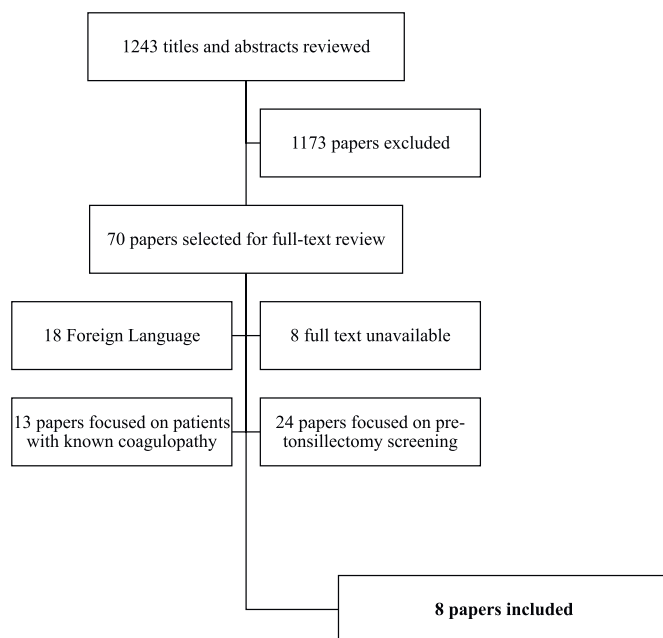 1243 titles and abstracts reviewed
1173 papers excluded
70 papers selected for full-text review
18 Foreign Language
8 full text unavailable
13 papers focused on patients
with known coagulopathy
24 papers focused on pre-
tonsillectomy screening
8 papers included